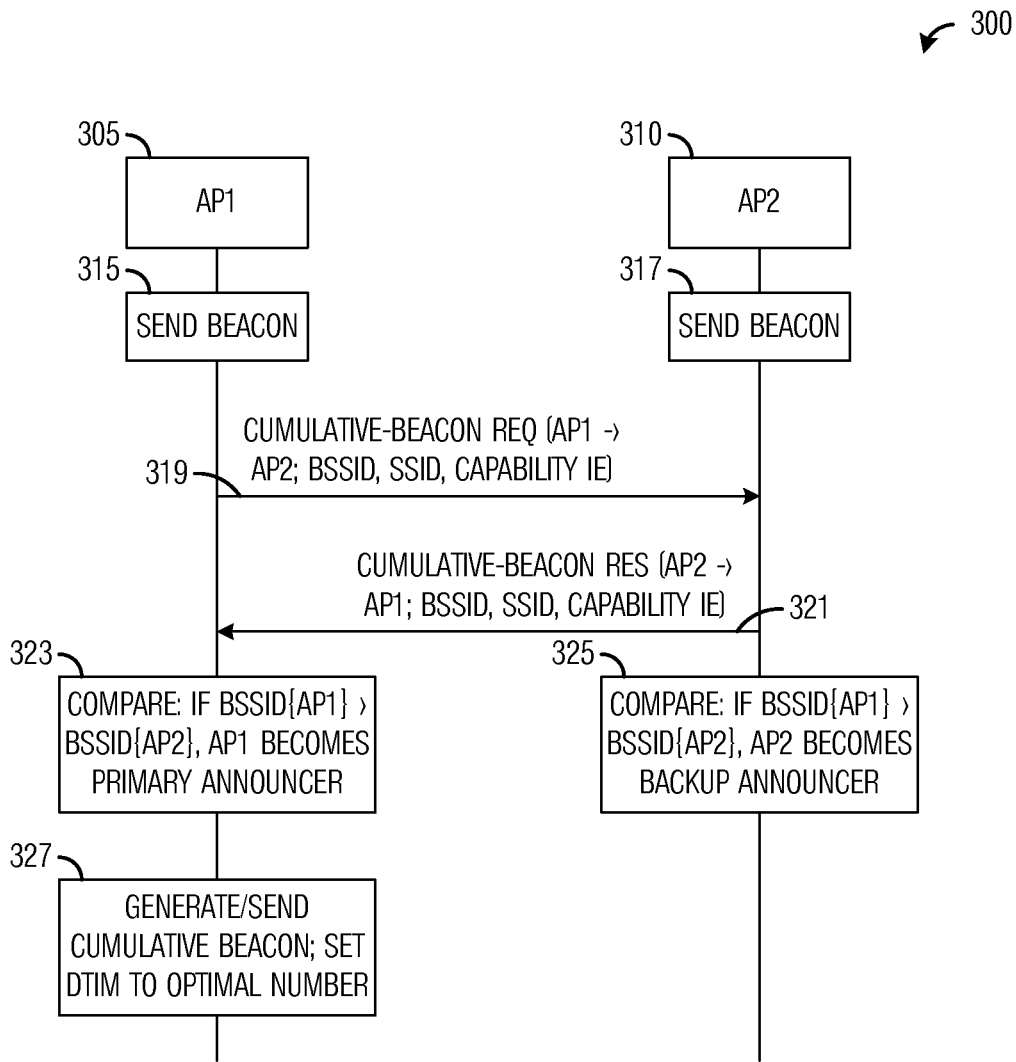 300
305
310
AP1
AP2
315
317
SEND BEACON
SEND BEACON
CUMULATIVE-BEACON REQ (AP1 ->
AP2; BSSID, SSID, CAPABILITY IE)
319
CUMULATIVE-BEACON RES (AP2 ->
AP1; BSSID, SSID, CAPABILITY IE)
321
323
COMPARE: IF BSSID{AP1} >
BSSID{AP2}, AP1 BECOMES
PRIMARY ANNOUNCER
325
COMPARE: IF BSSID{AP1} >
BSSID{AP2}, AP2 BECOMES
BACKUP ANNOUNCER
327
GENERATE/SEND
CUMULATIVE BEACON; SET
DTIM TO OPTIMAL NUMBER